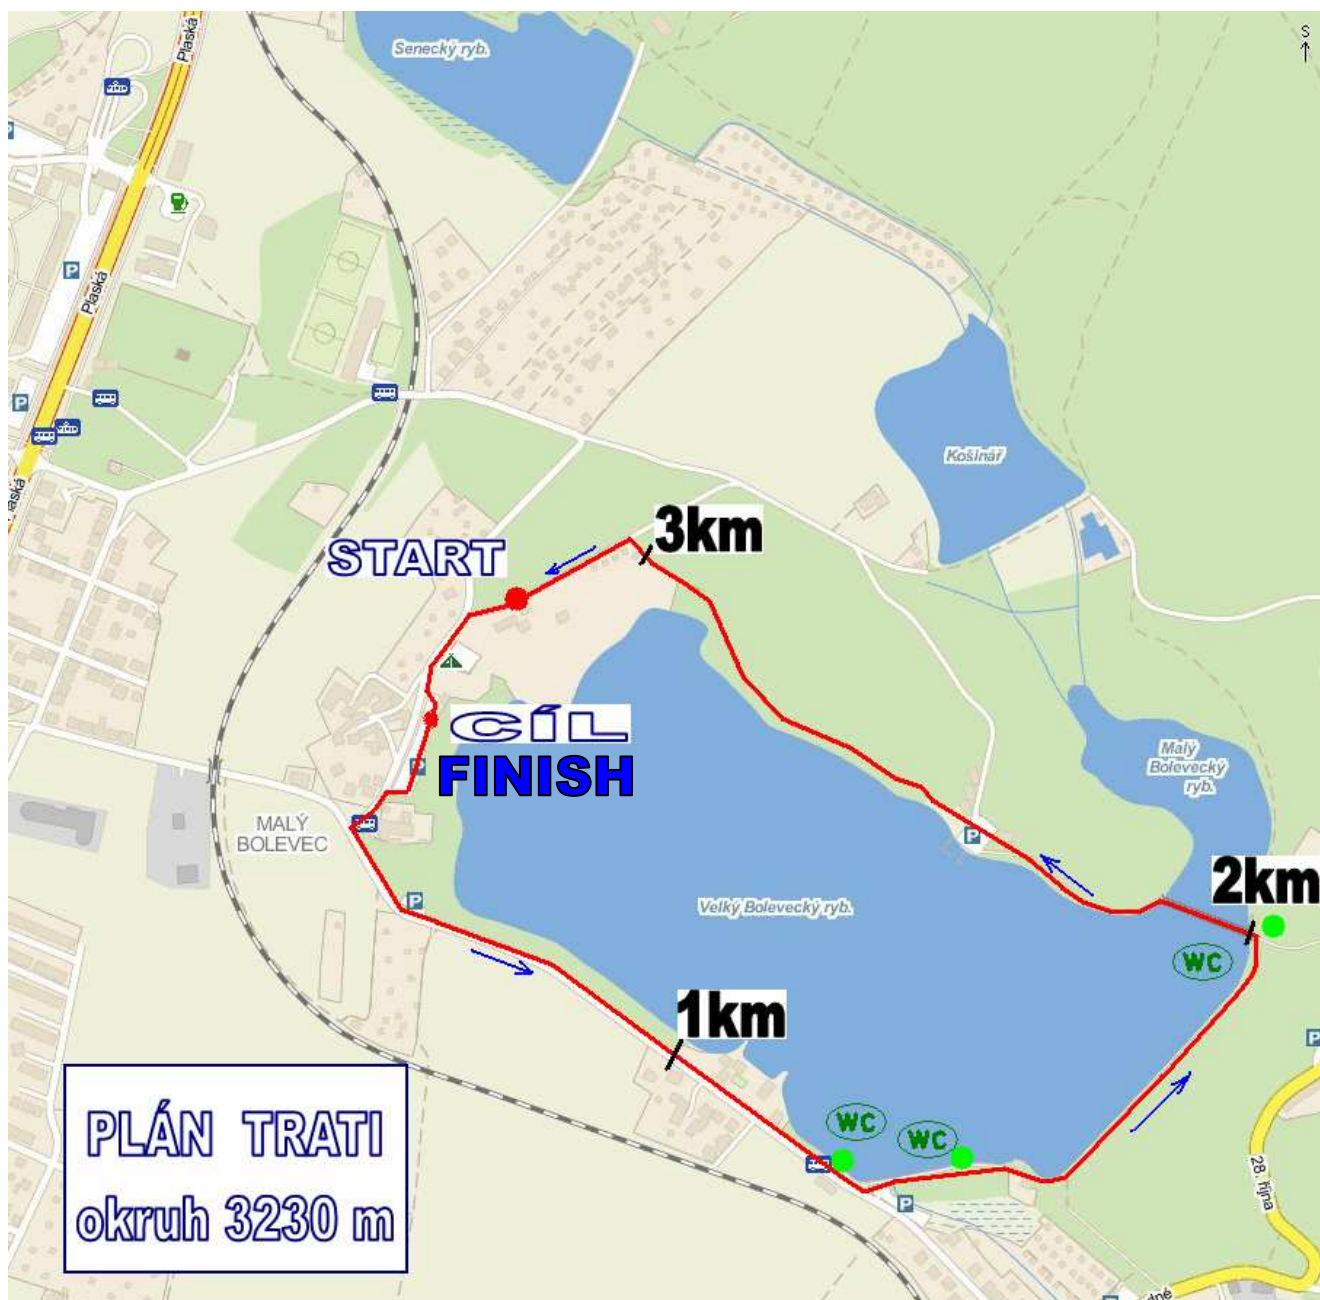 Plaská
Senecký ryb.
S
P
P
Plaská
P
Košinář
Plaská
3km
START
CÍL
FINISH
P
Malý
Bolevecký
ryb.
MALÝ
BOLEVEC
P
P
2km
Velký Bolevecký ryb.
WC
1km
P
WC
WC
PLÁN TRATI
okruh 3230 m
P
28. října